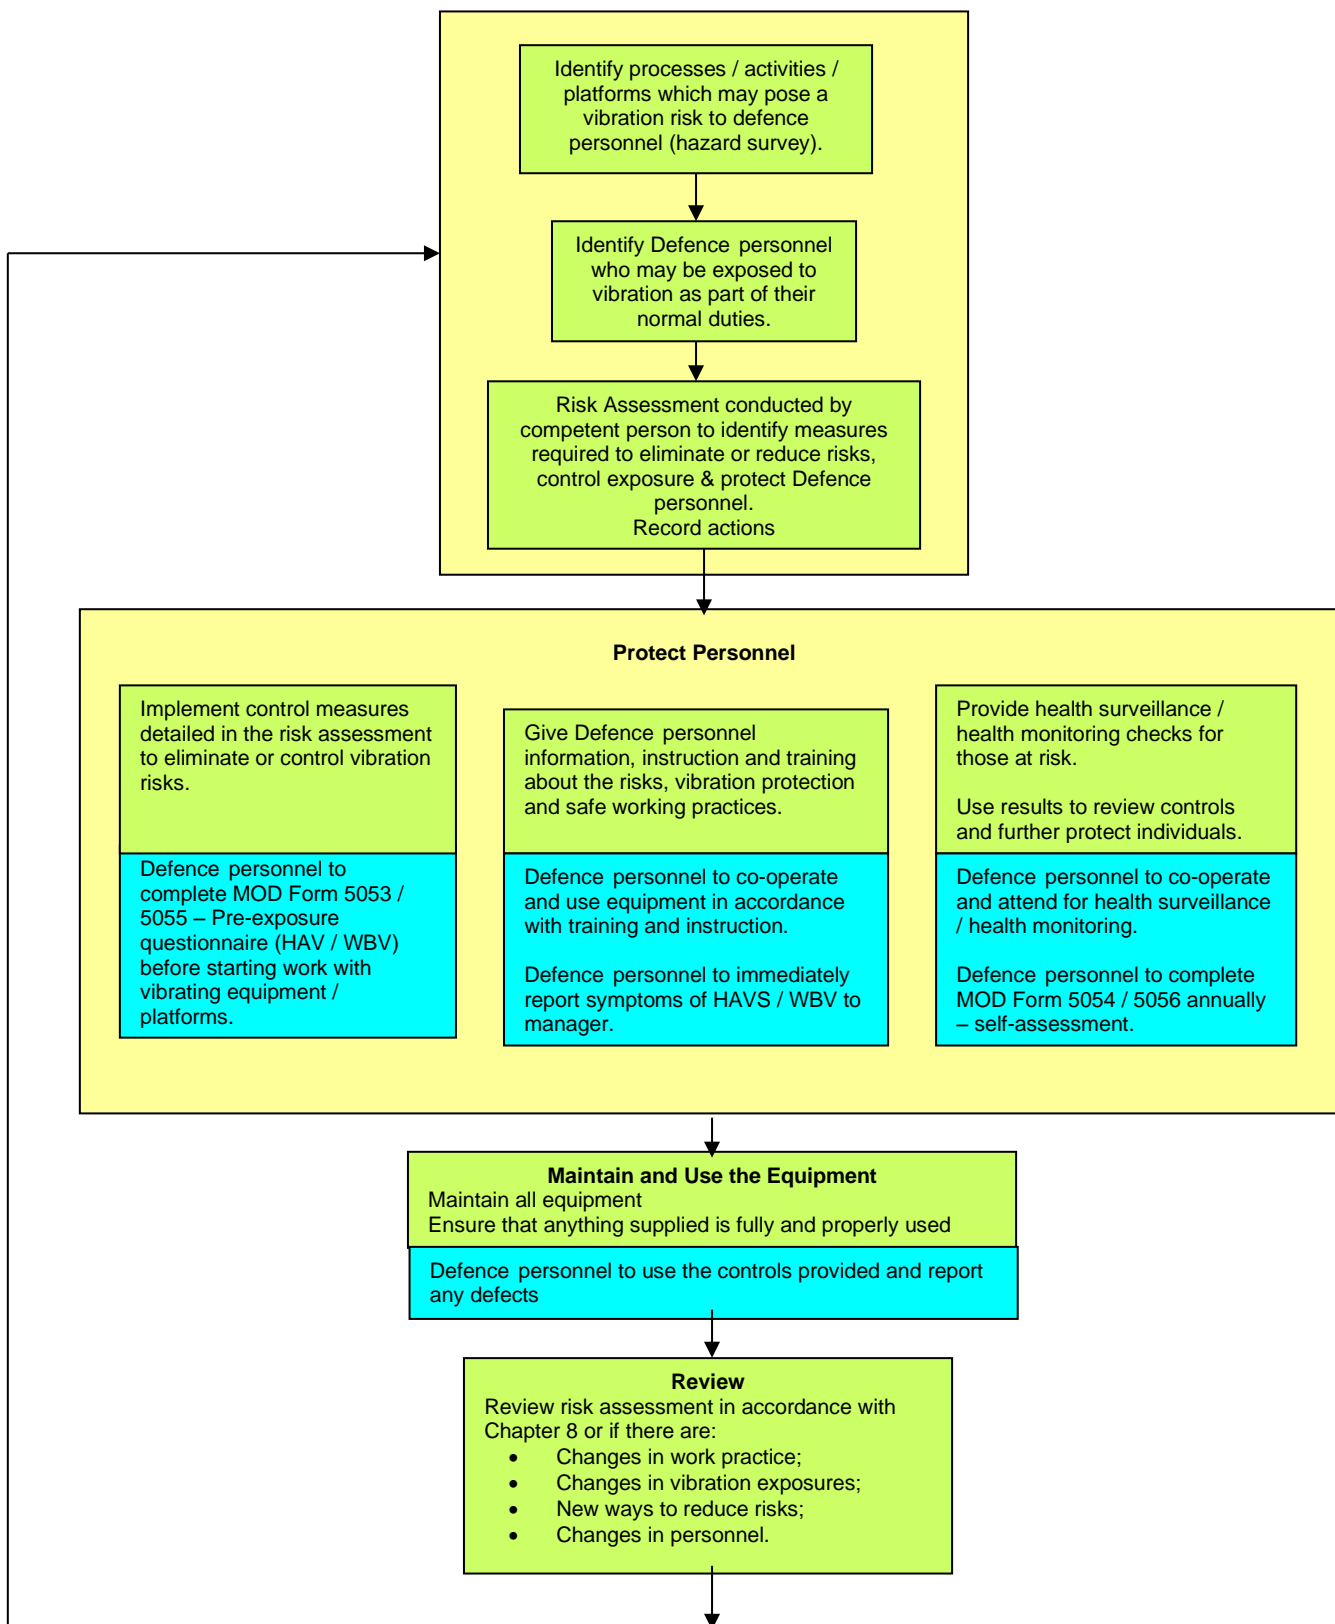 Identify processes / activities /
platforms which may pose a
vibration risk to defence
personnel (hazard survey).
Identify Defence personnel
who may be exposed to
vibration as part of their
normal duties.
Risk Assessment conducted by
competent person to identify measures
required to eliminate or reduce risks,
control exposure & protect Defence
personnel.
Record actions
Protect Personnel
Implement control measures
detailed in the risk assessment
to eliminate or control vibration
risks.
Defence personnel to
complete MOD Form 5053 /
5055 – Pre-exposure
questionnaire (HAV / WBV)
before starting work with
vibrating equipment /
platforms.
Give Defence personnel
information, instruction and training
about the risks, vibration protection
and safe working practices.
Defence personnel to co-operate
and use equipment in accordance
with training and instruction.
Defence personnel to immediately
report symptoms of HAVS / WBV to
manager.
Provide health surveillance /
health monitoring checks for
those at risk.
Use results to review controls
and further protect individuals.
Defence personnel to co-operate
and attend for health surveillance
/ health monitoring.
Defence personnel to complete
MOD Form 5054 / 5056 annually
– self-assessment.
Maintain and Use the Equipment
Maintain all equipment
Ensure that anything supplied is fully and properly used
Defence personnel to use the controls provided and report
any defects
Review
Review risk assessment in accordance with
Chapter 8 or if there are:
• Changes in work practice;
• Changes in vibration exposures;
• New ways to reduce risks;
• Changes in personnel.